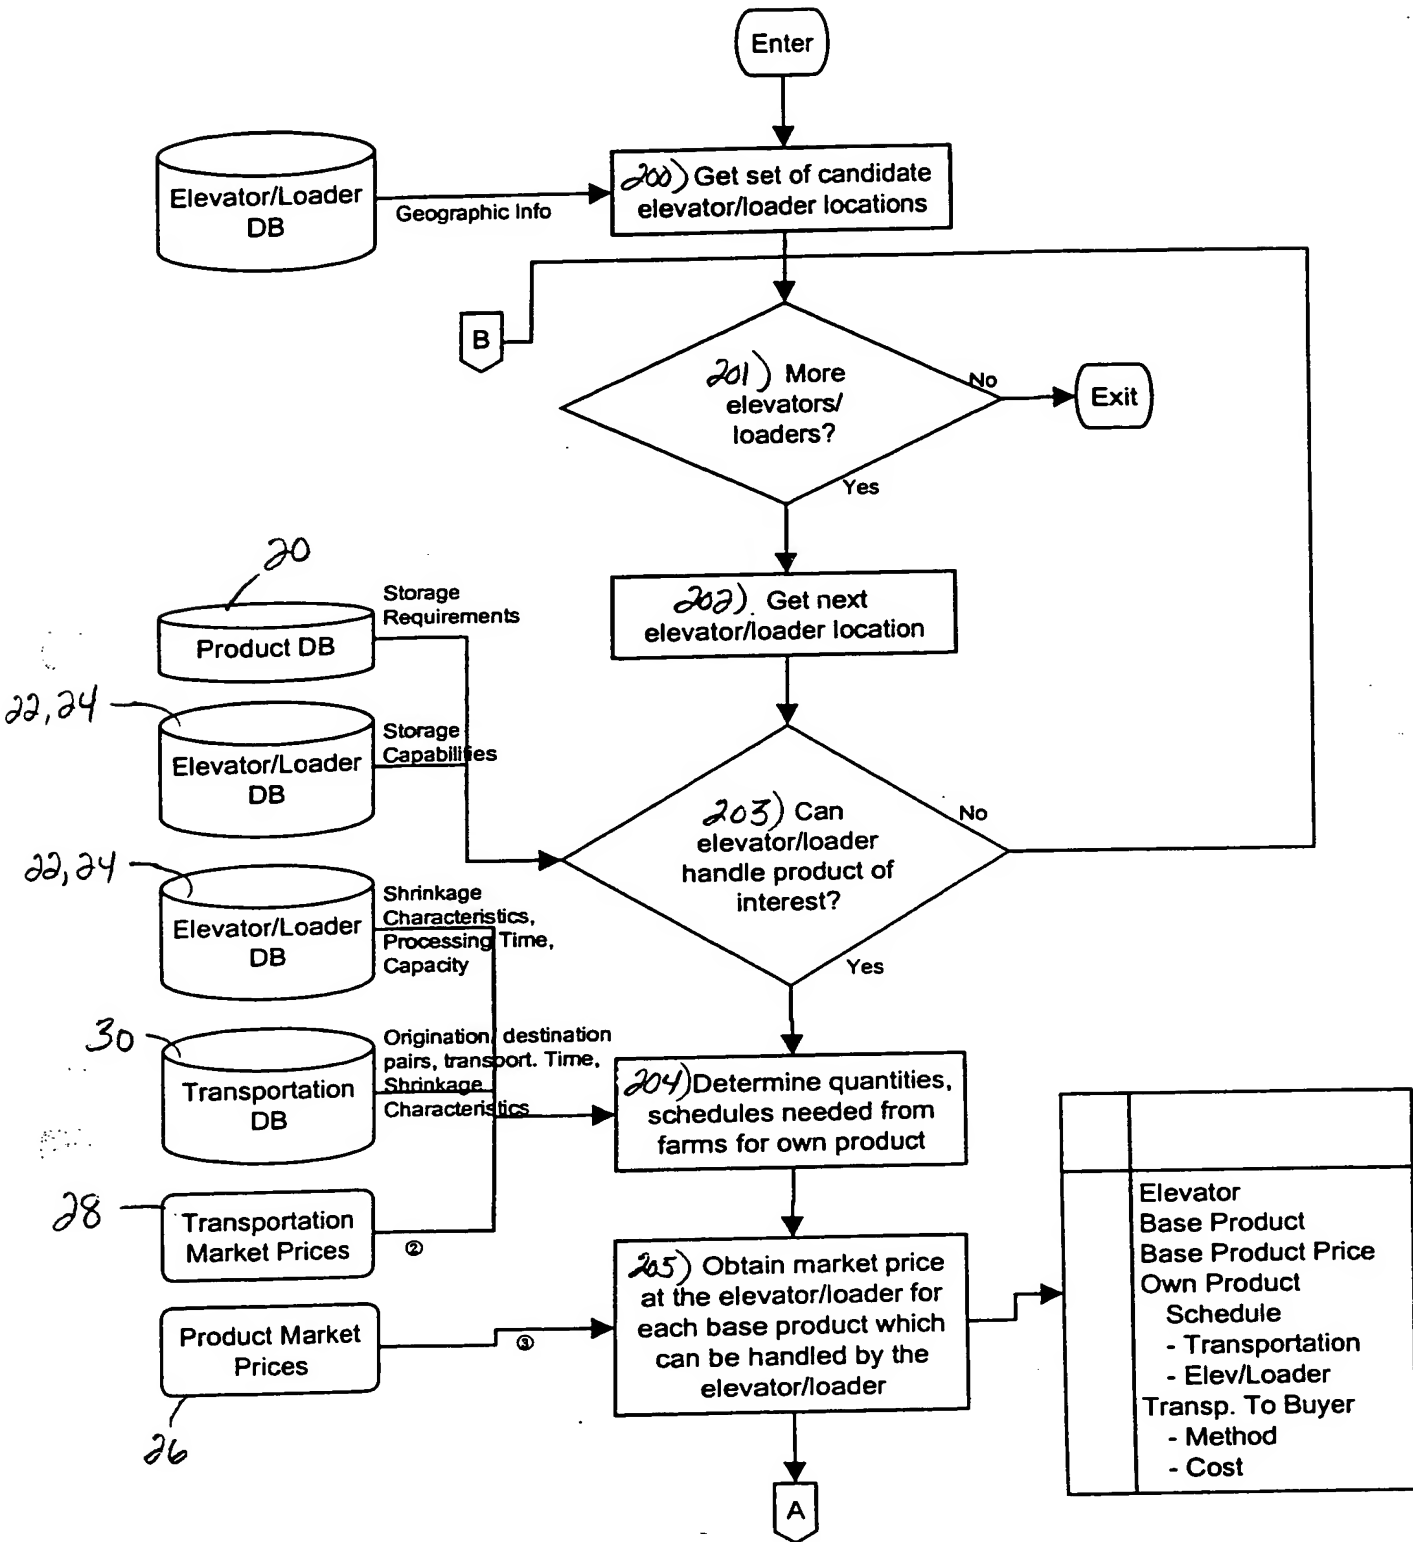 Enter
200) Get set of candidate
elevator/loader locations
Elevator/Loader
DB
Geographic Info
B
201) More
elevators/
loaders?
No
Exit
Yes
20
Storage
Requirements
Product DB
202). Get next
elevator/loader location
22,24
Storage
Capabilities
Elevator/Loader
DB
203) Can
elevator/loader
handle product of
interest?
No
Yes
22,24
Shrinkage
Characteristics,
Processing Time,
Capacity
Elevator/Loader
DB
30
Origination, destination
pairs, transport. Time,
Shrinkage
Characteristics
Transportation
DB
204) Determine quantities,
schedules needed from
farms for own product
28
Transportation
Market Prices
②
205) Obtain market price
at the elevator/loader for
each base product which
can be handled by the
elevator/loader
Product Market
Prices
③
26
Elevator
Base Product
Base Product Price
Own Product
Schedule
- Transportation
- Elev/Loader
Transp. To Buyer
- Method
- Cost
A